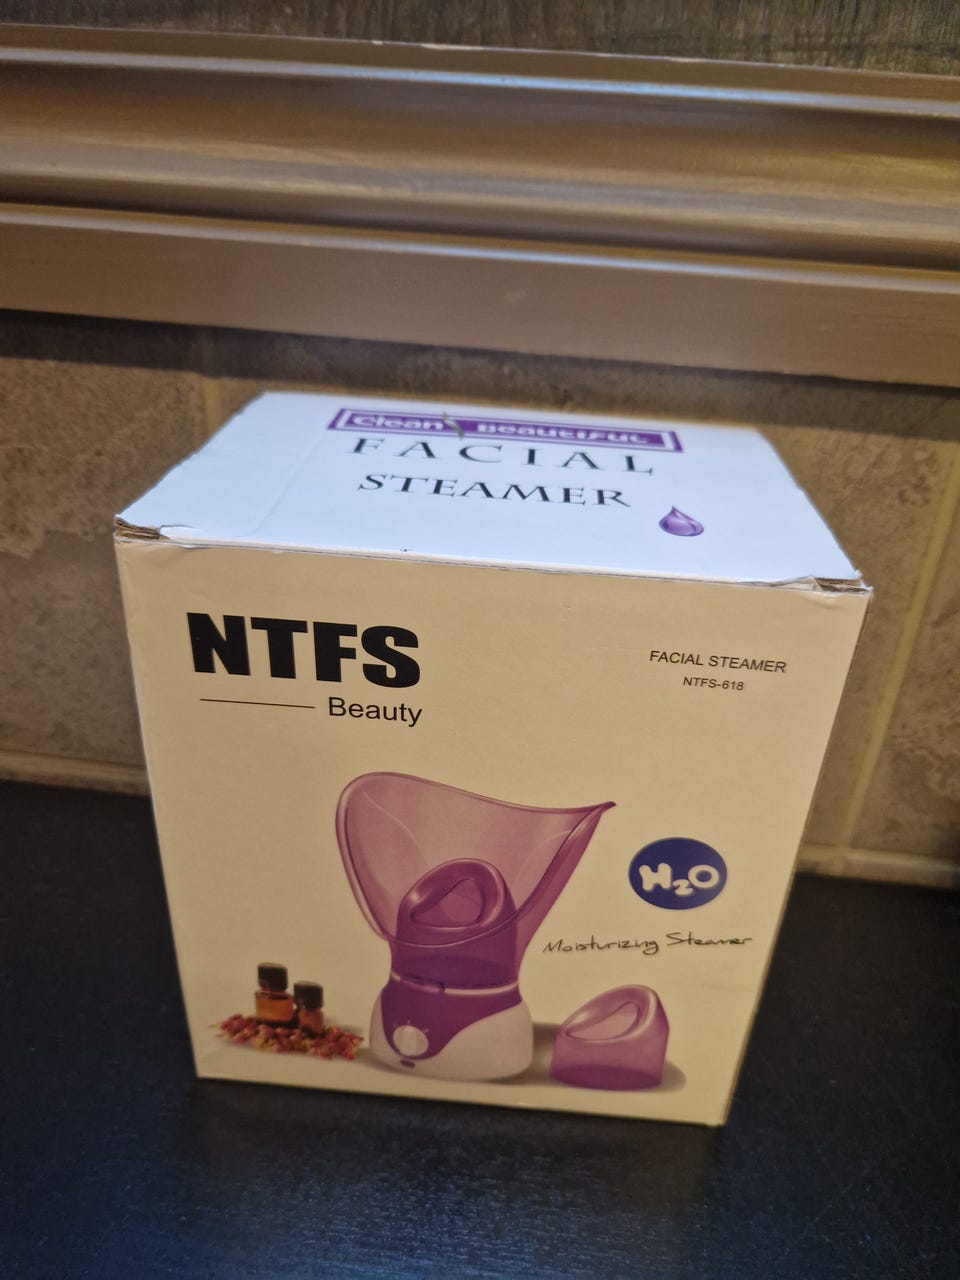 Clean Beautiful
FACIAL
STEAMER
NTFS
Beauty
FACIAL STEAMER
NTFS-618
H2O
Moisturizing Steamer